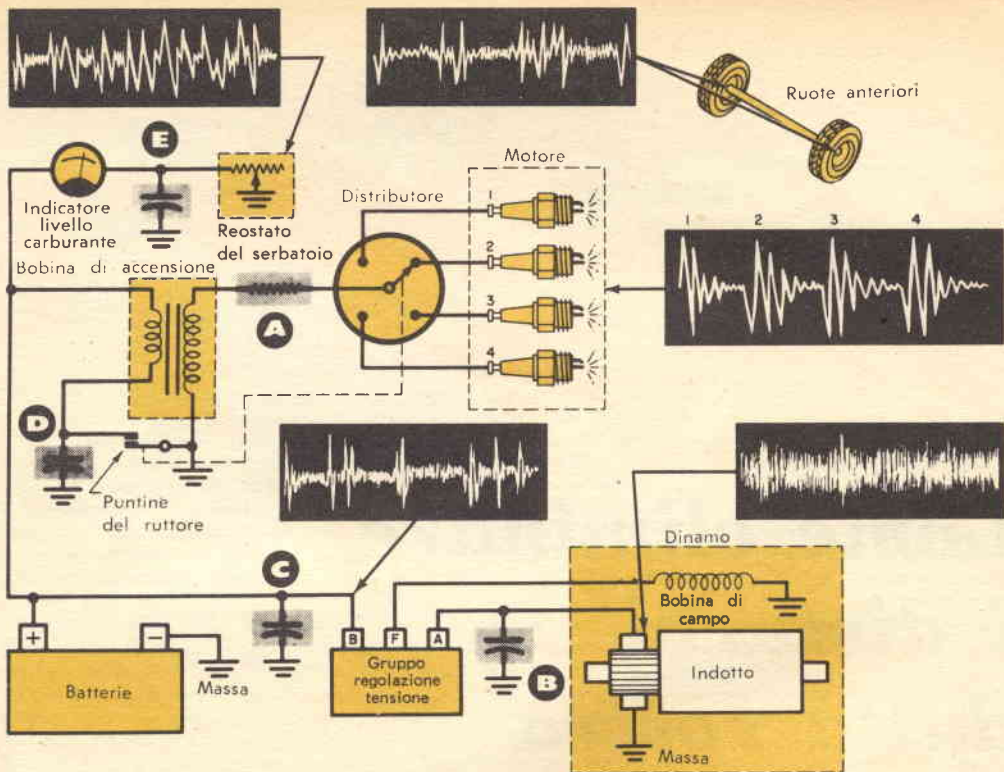 Ruote anteriori
E
Motore
Indicatore
livello
carburante
Reostato
del serbatoio
Distributore
1
2
3
4
1 2 3 4
Bobina di accensione
A
D
Puntine
del ruttore
C
Dinamo
Bobina di
campo
+
−
Massa
Batterie
B F A
Gruppo
regolazione
tensione
B
Indotto
Massa